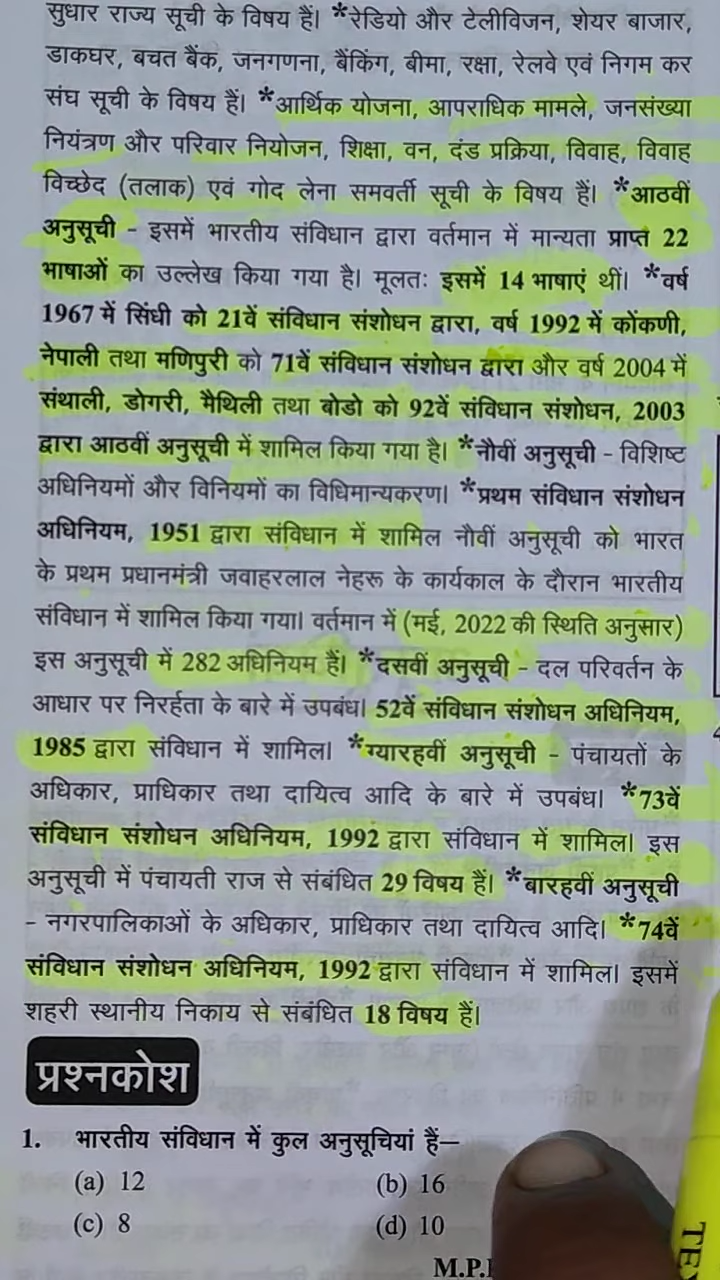 सुधार राज्य सूची के विषय हैं। *रेडियो और टेलीविजन, शेयर बाजार,
डाकघर, बचत बैंक, जनगणना, बैंकिंग, बीमा, रक्षा, रेलवे एवं निगम कर
संघ सूची के विषय हैं। *आर्थिक योजना, आपराधिक मामले, जनसंख्या
नियंत्रण और परिवार नियोजन, शिक्षा, वन, दंड प्रक्रिया, विवाह, विवाह
विच्छेद (तलाक) एवं गोद लेना समवर्ती सूची के विषय हैं। *आठवीं
अनुसूची - इसमें भारतीय संविधान द्वारा वर्तमान में मान्यता प्राप्त 22
भाषाओं का उल्लेख किया गया है। मूलतः इसमें 14 भाषाएं थीं। *वर्ष
1967 में सिंधी को 21वें संविधान संशोधन द्वारा, वर्ष 1992 में कोंकणी,
नेपाली तथा मणिपुरी को 71वें संविधान संशोधन द्वारा और वर्ष 2004 में
संथाली, डोगरी, मैथिली तथा बोडो को 92वें संविधान संशोधन, 2003
द्वारा आठवीं अनुसूची में शामिल किया गया है। *नौवीं अनुसूची - विशिष्ट
अधिनियमों और विनियमों का विधिमान्यकरण। *प्रथम संविधान संशोधन
अधिनियम, 1951 द्वारा संविधान में शामिल नौवीं अनुसूची को भारत
के प्रथम प्रधानमंत्री जवाहरलाल नेहरू के कार्यकाल के दौरान भारतीय
संविधान में शामिल किया गया। वर्तमान में (मई, 2022 की स्थिति अनुसार)
इस अनुसूची में 282 अधिनियम हैं। *दसवीं अनुसूची - दल परिवर्तन के
आधार पर निरर्हता के बारे में उपबंध। 52वें संविधान संशोधन अधिनियम,
1985 द्वारा संविधान में शामिल। *ग्यारहवीं अनुसूची - पंचायतों के
अधिकार, प्राधिकार तथा दायित्व आदि के बारे में उपबंध। *73वें
संविधान संशोधन अधिनियम, 1992 द्वारा संविधान में शामिल। इस
अनुसूची में पंचायती राज से संबंधित 29 विषय हैं। *बारहवीं अनुसूची
- नगरपालिकाओं के अधिकार, प्राधिकार तथा दायित्व आदि। *74वें
संविधान संशोधन अधिनियम, 1992 द्वारा संविधान में शामिल। इसमें
शहरी स्थानीय निकाय से संबंधित 18 विषय हैं।
प्रश्नकोश
1. भारतीय संविधान में कुल अनुसूचियां हैं–
(a) 12 (b) 16
(c) 8 (d) 10